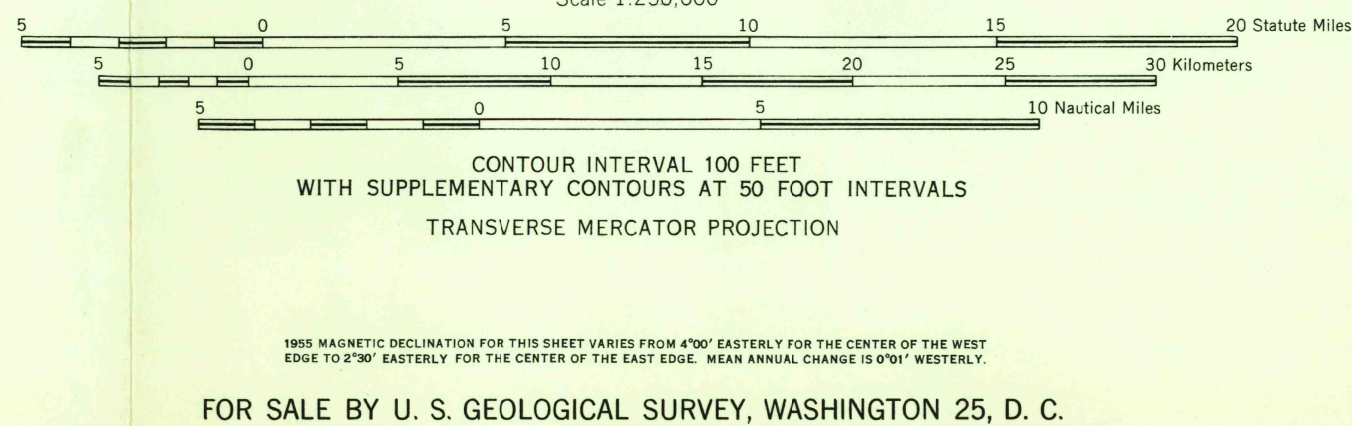 Scale 1:250,000
5 0 5 10 15 20 Statute Miles
5 0 5 10 15 20 25 30 Kilometers
5 0 5 10 Nautical Miles
CONTOUR INTERVAL 100 FEET
WITH SUPPLEMENTARY CONTOURS AT 50 FOOT INTERVALS
TRANSVERSE MERCATOR PROJECTION
1955 MAGNETIC DECLINATION FOR THIS SHEET VARIES FROM 4°00′ EASTERLY FOR THE CENTER OF THE WEST
EDGE TO 2°30′ EASTERLY FOR THE CENTER OF THE EAST EDGE. MEAN ANNUAL CHANGE IS 0°01′ WESTERLY.
FOR SALE BY U. S. GEOLOGICAL SURVEY, WASHINGTON 25, D. C.